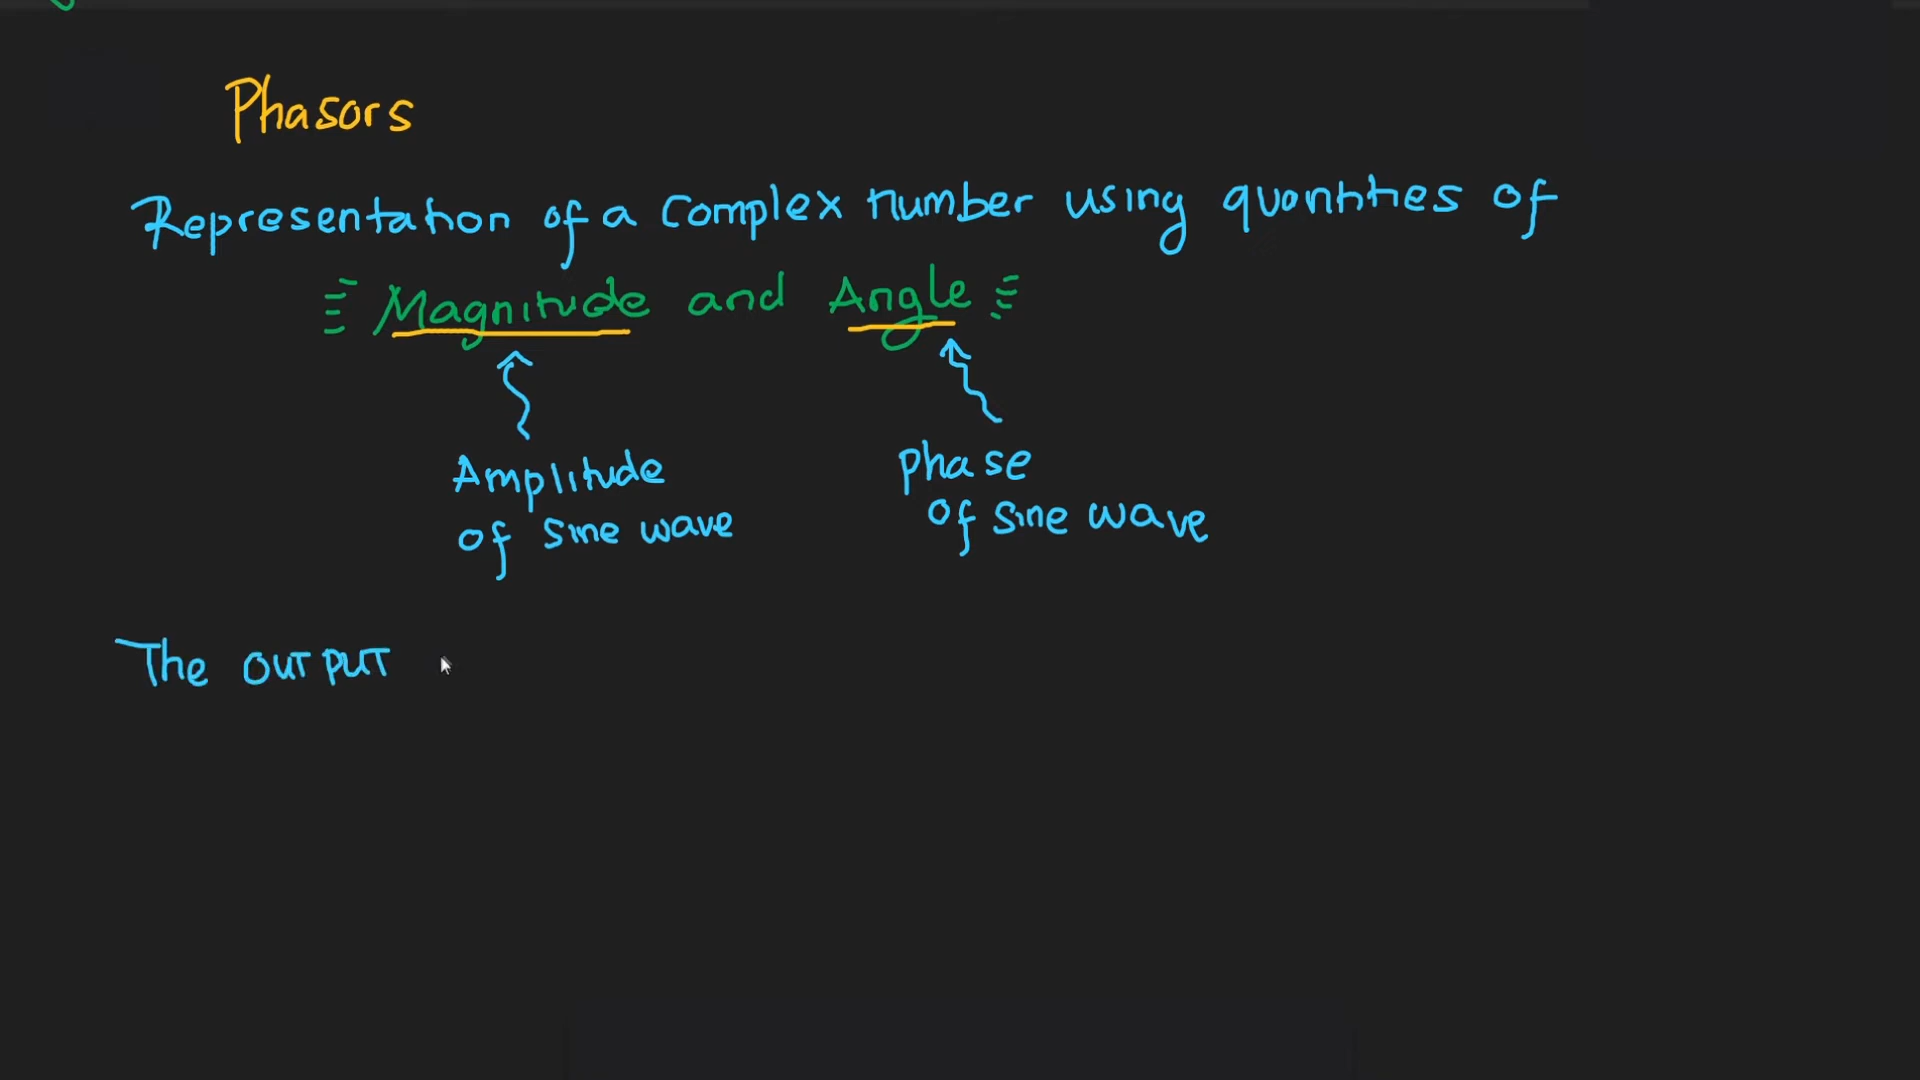 Phasors
Representation of a complex number using quantities of
Magnitude and Angle
Amplitude
of sine wave
phase
of sine wave
The OUTPUT